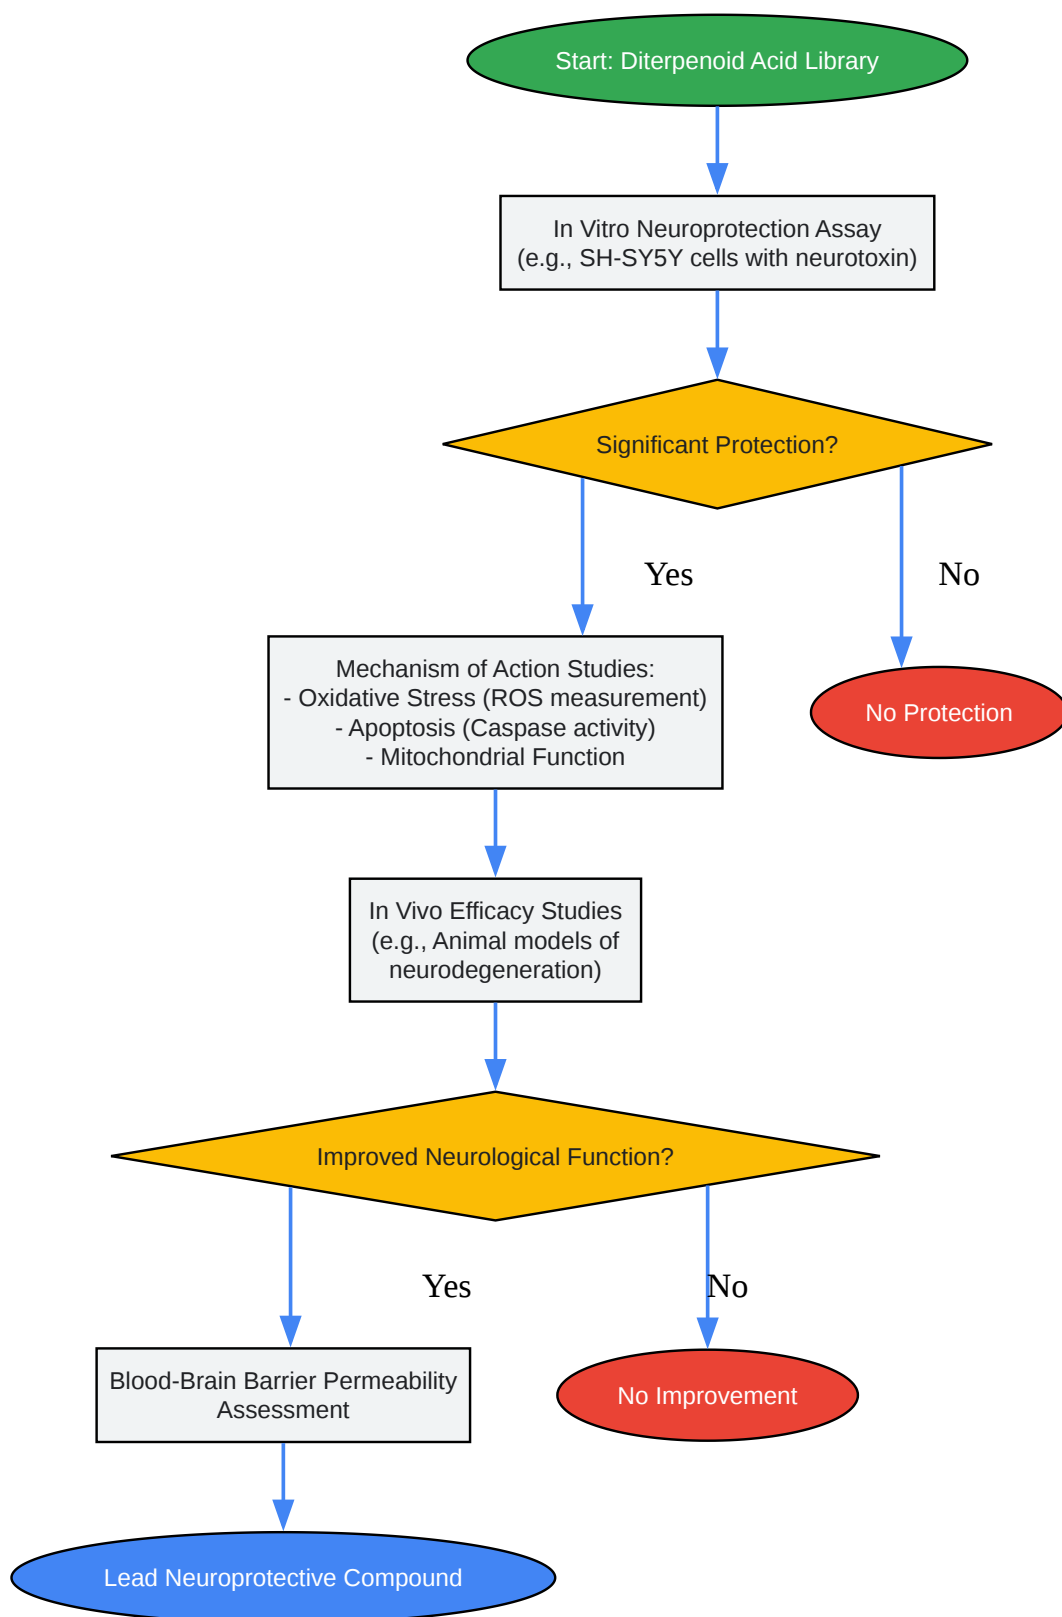 Start: Diterpenoid Acid Library
In Vitro Neuroprotection Assay
(e.g., SH-SY5Y cells with neurotoxin)
Significant Protection?
Yes
No
Mechanism of Action Studies:
- Oxidative Stress (ROS measurement)
- Apoptosis (Caspase activity)
- Mitochondrial Function
No Protection
In Vivo Efficacy Studies
(e.g., Animal models of
neurodegeneration)
Improved Neurological Function?
Yes
No
Blood-Brain Barrier Permeability
Assessment
No Improvement
Lead Neuroprotective Compound